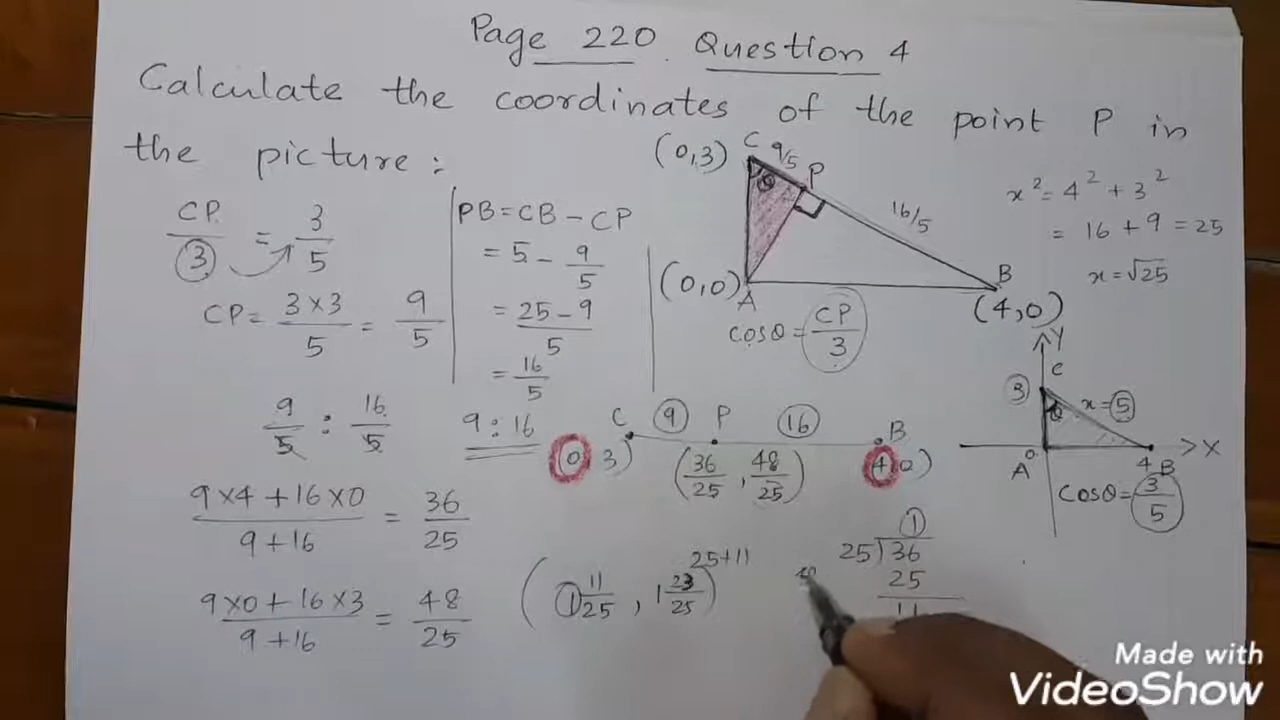 Page 220 Question 4
Calculate the coordinates of the point P in
the picture:
CP/3 = 3/5
CP = 3×3/5 = 9/5
PB = CB − CP
= 5 − 9/5
= 25−9/5
= 16/5
(0,3) C 9/5 P
θ
16/5
(0,0) A
B
(4,0)
cosθ = CP/3
x² = 4² + 3²
= 16 + 9 = 25
x = √25
Y
C
3
θ
x = 5
A 0
4 B
X
Cosθ = 3/5
9/5 : 16/5
9:16
C 9 P 16 B
(0 3)
(36/25, 48/25)
(4,0)
9×4 + 16×0/9+16 = 36/25
9×0 + 16×3/9+16 = 48/25
(1 11/25, 1 23/25)
25+11
1
25)36
25
11
Made with
VideoShow